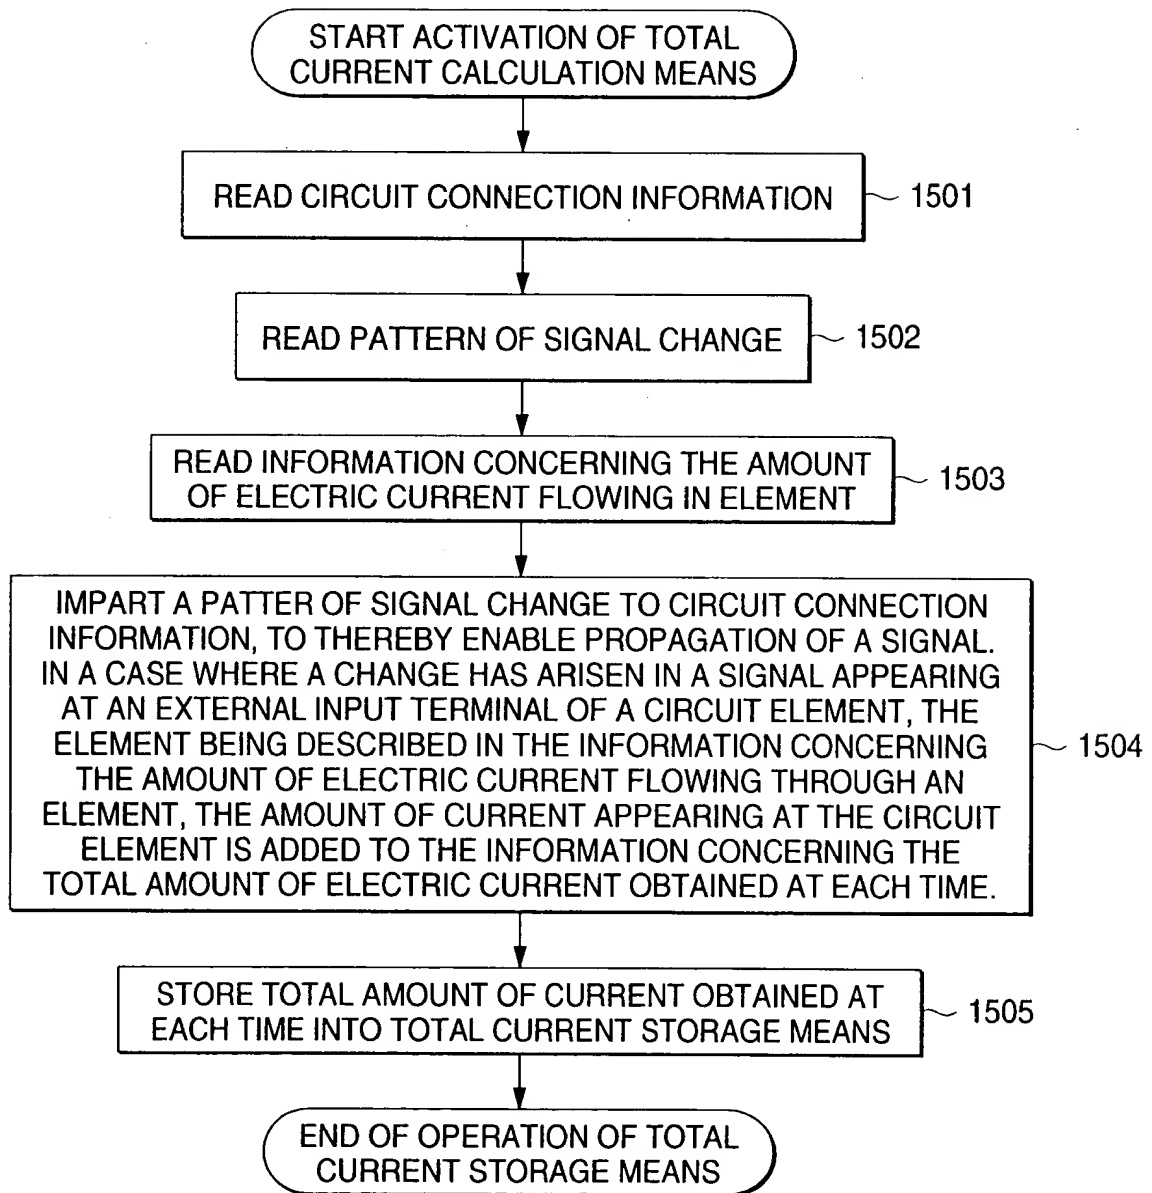 START ACTIVATION OF TOTAL
CURRENT CALCULATION MEANS
READ CIRCUIT CONNECTION INFORMATION
1501
READ PATTERN OF SIGNAL CHANGE
1502
READ INFORMATION CONCERNING THE AMOUNT
OF ELECTRIC CURRENT FLOWING IN ELEMENT
1503
IMPART A PATTER OF SIGNAL CHANGE TO CIRCUIT CONNECTION
INFORMATION, TO THEREBY ENABLE PROPAGATION OF A SIGNAL.
IN A CASE WHERE A CHANGE HAS ARISEN IN A SIGNAL APPEARING
AT AN EXTERNAL INPUT TERMINAL OF A CIRCUIT ELEMENT, THE
ELEMENT BEING DESCRIBED IN THE INFORMATION CONCERNING
THE AMOUNT OF ELECTRIC CURRENT FLOWING THROUGH AN
ELEMENT, THE AMOUNT OF CURRENT APPEARING AT THE CIRCUIT
ELEMENT IS ADDED TO THE INFORMATION CONCERNING THE
TOTAL AMOUNT OF ELECTRIC CURRENT OBTAINED AT EACH TIME.
1504
STORE TOTAL AMOUNT OF CURRENT OBTAINED AT
EACH TIME INTO TOTAL CURRENT STORAGE MEANS
1505
END OF OPERATION OF TOTAL
CURRENT STORAGE MEANS